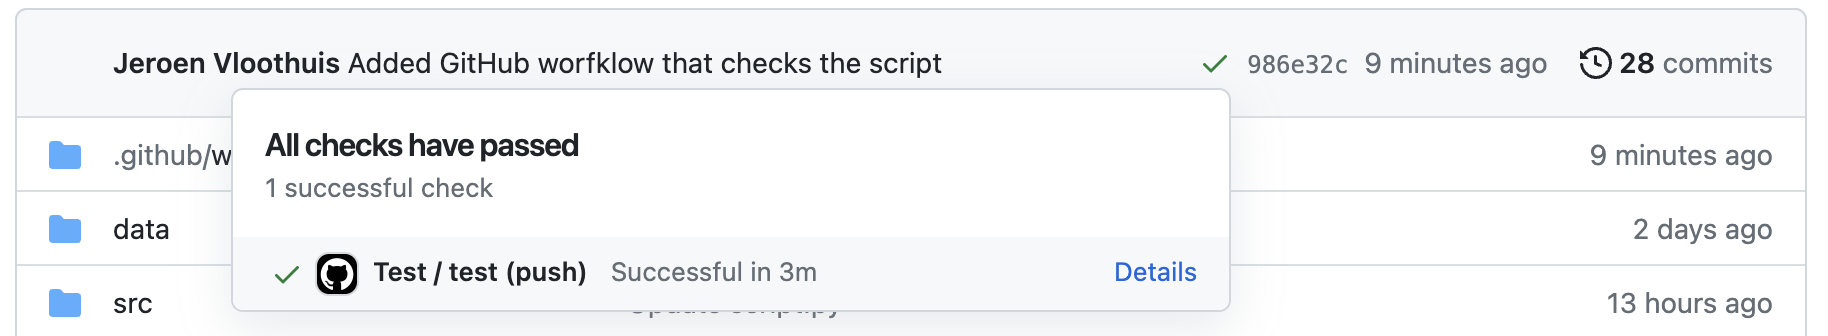 Jeroen Vloothuis Added GitHub worfklow that checks the script 986e32c 9 minutes ago 28 commits
All checks have passed
.github/w 9 minutes ago
1 successful check
data 2 days ago
Test / test (push) Successful in 3m Details
src 13 hours ago